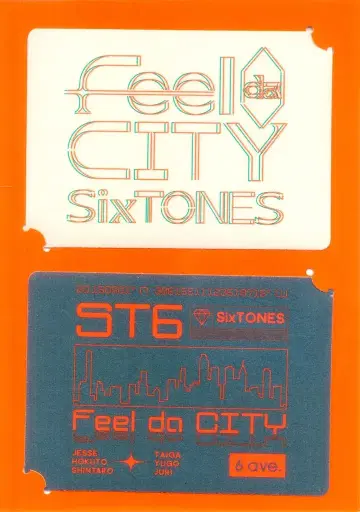 Feel da
CITY
SixTONES
ST6
SixTONES
Feel da CITY
JESSE
HOKUTO
SHINTARO
TAIGA
YUGO
JURI
6 ave.